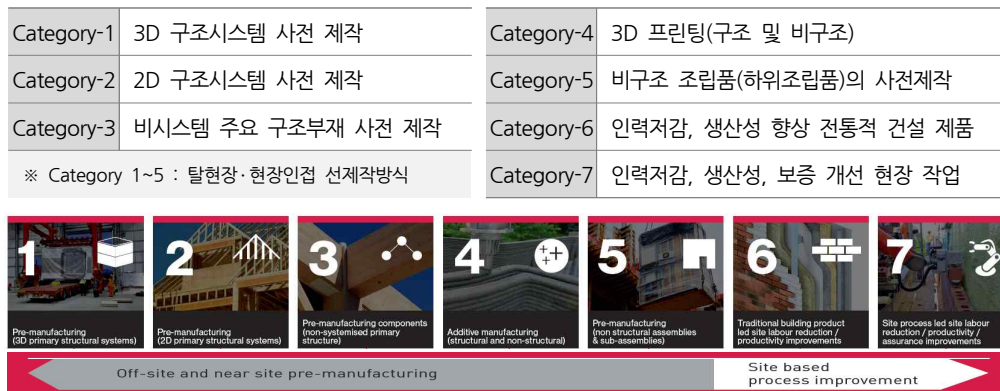 Category-1 3D 구조시스템 사전 제작
Category-2 2D 구조시스템 사전 제작
Category-3 비시스템 주요 구조부재 사전 제작
※ Category 1~5 : 탈현장·현장인접 선제작방식
Category-4 3D 프린팅(구조 및 비구조)
Category-5 비구조 조립품(하위조립품)의 사전제작
Category-6 인력저감, 생산성 향상 전통적 건설 제품
Category-7 인력저감, 생산성, 보증 개선 현장 작업
1
Pre-manufacturing
(3D primary structural systems)
2
Pre-manufacturing
(2D primary structural systems)
3
Pre-manufacturing components
(non-systemised primary
structure)
4
Additive manufacturing
(structural and non-structural)
5
Pre-manufacturing
(non structural assemblies
& sub-assemblies)
6
Traditional building product
led site labour reduction /
productivity improvements
7
Site process led site labour
reduction / productivity /
assurance improvements
Off-site and near site pre-manufacturing
Site based
process improvement